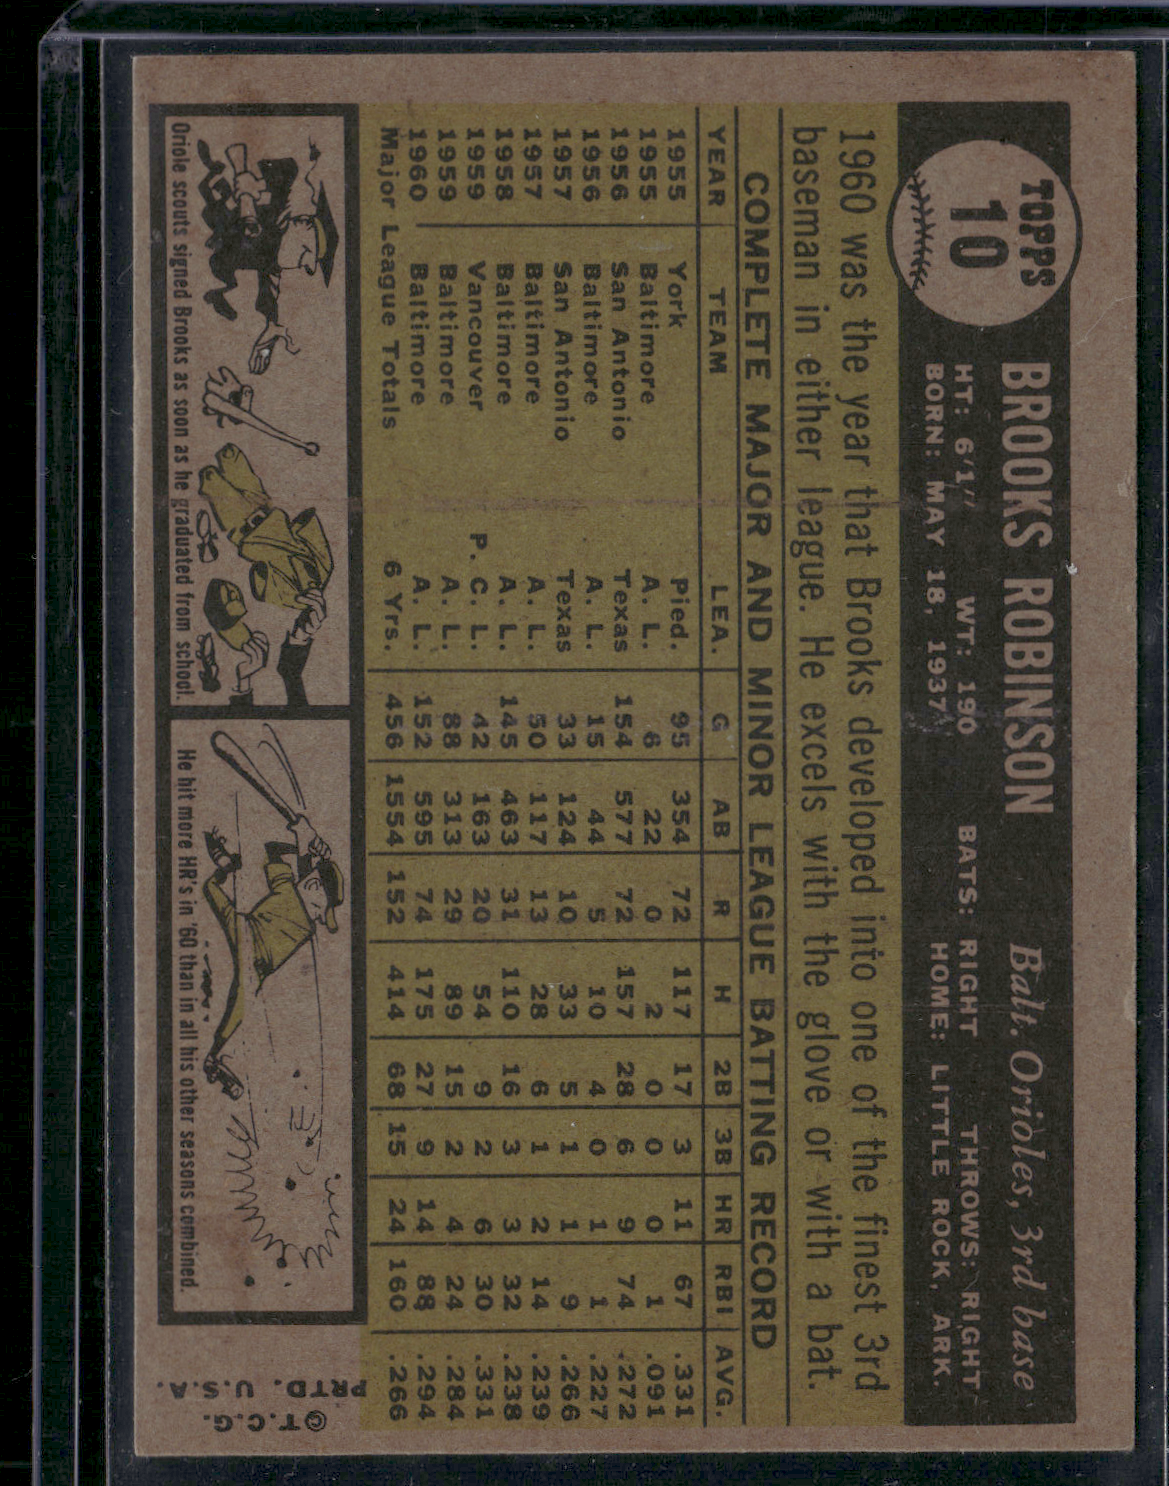 TOPPS
10
BROOKS ROBINSON Balt. Orioles, 3rd base
HT: 6'1" WT: 190 BATS: RIGHT THROWS: RIGHT
BORN: MAY 18, 1937 HOME: LITTLE ROCK, ARK.
1960 was the year that Brooks developed into one of the finest 3rd
baseman in either league. He excels with the glove or with a bat.
COMPLETE MAJOR AND MINOR LEAGUE BATTING RECORD
YEAR TEAM LEA. G AB R H 2B 3B HR RBI AVG.
1955 York Pied. 95 354 72 117 17 3 11 67 .331
1955 Baltimore A. L. 6 22 0 2 0 0 0 1 .091
1956 San Antonio Texas 154 577 72 157 28 6 9 74 .272
1956 Baltimore A. L. 15 44 5 10 4 0 1 1 .227
1957 San Antonio Texas 33 124 10 33 5 1 1 9 .266
1957 Baltimore A. L. 50 117 13 28 6 1 2 14 .239
1958 Baltimore A. L. 145 463 31 110 16 3 3 32 .238
1959 Vancouver P. C. L. 42 163 20 54 9 2 6 30 .331
1959 Baltimore A. L. 88 313 29 89 15 2 4 24 .284
1960 Baltimore A. L. 152 595 74 175 27 9 14 88 .294
Major League Totals 6 Yrs. 456 1554 152 414 68 15 24 160 .266
Oriole scouts signed Brooks as soon as he graduated from school!
He hit more HR's in '60 than in all his other seasons combined.
© T.C.G.
PRTD. U.S.A.